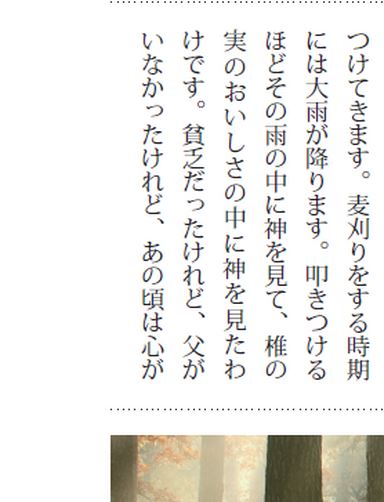 つけてきます。麦刈りをする時期
には大雨が降ります。叩きつける
ほどその雨の中に神を見て、椎の
実のおいしさの中に神を見たわ
けです。貧乏だったけれど、父が
いなかったけれど、あの頃は心が